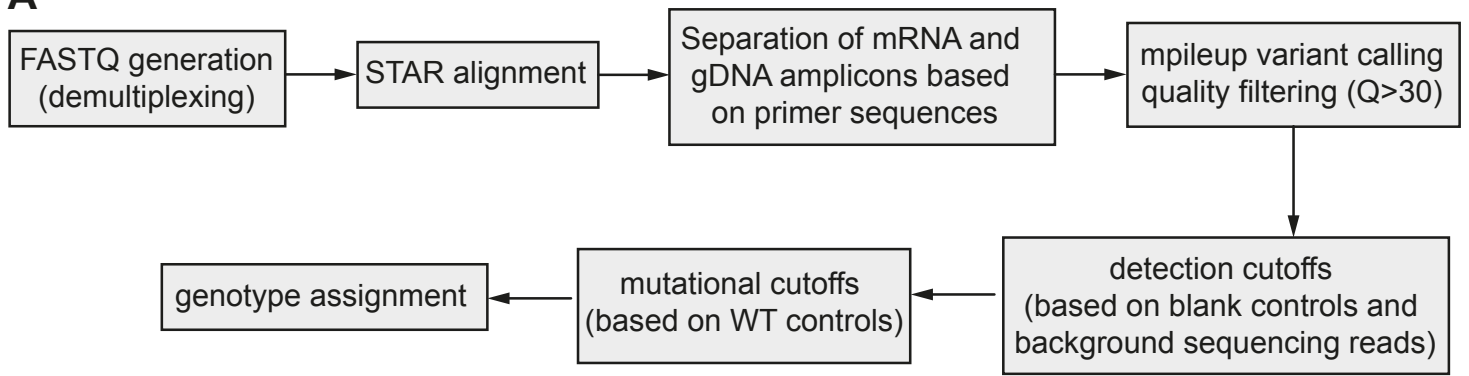 A
FASTQ generation
(demultiplexing)
STAR alignment
Separation of mRNA and
gDNA amplicons based
on primer sequences
mpileup variant calling
quality filtering (Q>30)
detection cutoffs
(based on blank controls and
background sequencing reads)
mutational cutoffs
(based on WT controls)
genotype assignment